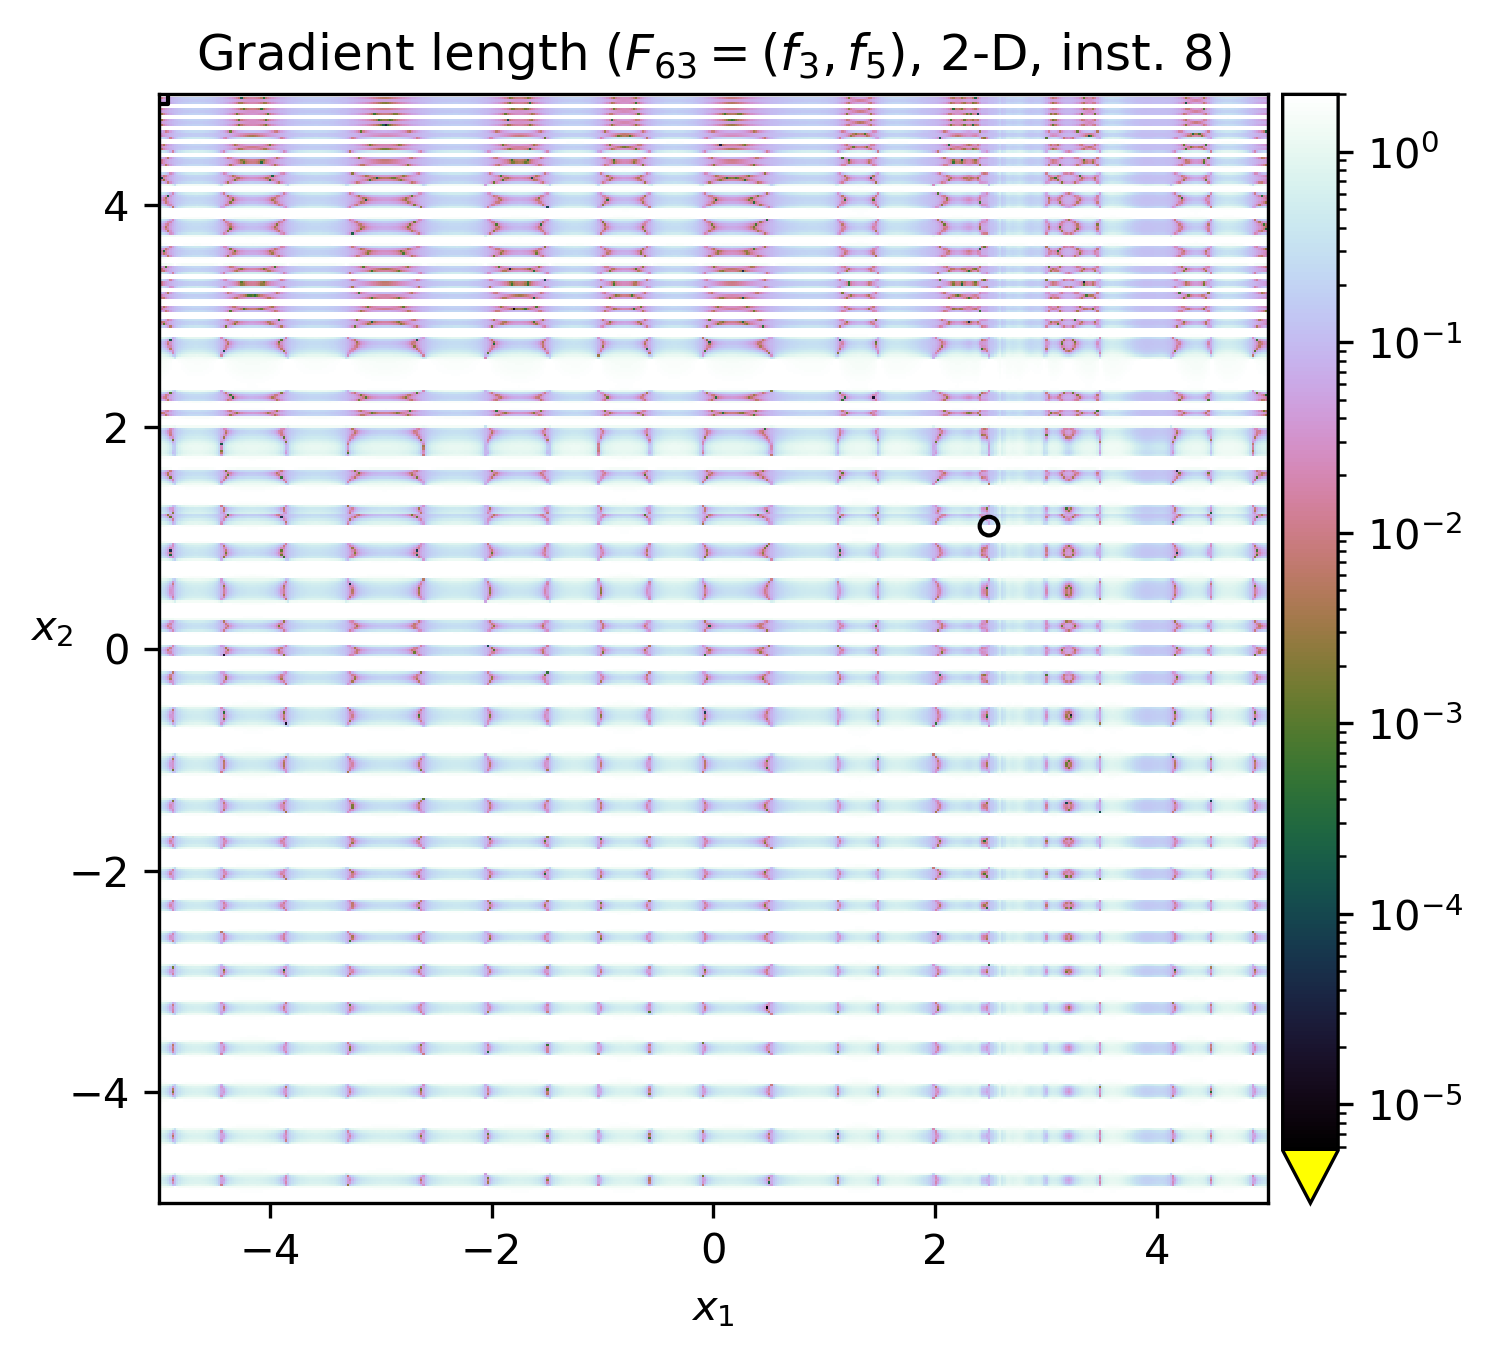 Gradient length (F₆₃ = (f₃, f₅), 2-D, inst. 8)
4
2
0
−2
−4
x₂
−4 −2 0 2 4
x₁
10⁰
10⁻¹
10⁻²
10⁻³
10⁻⁴
10⁻⁵